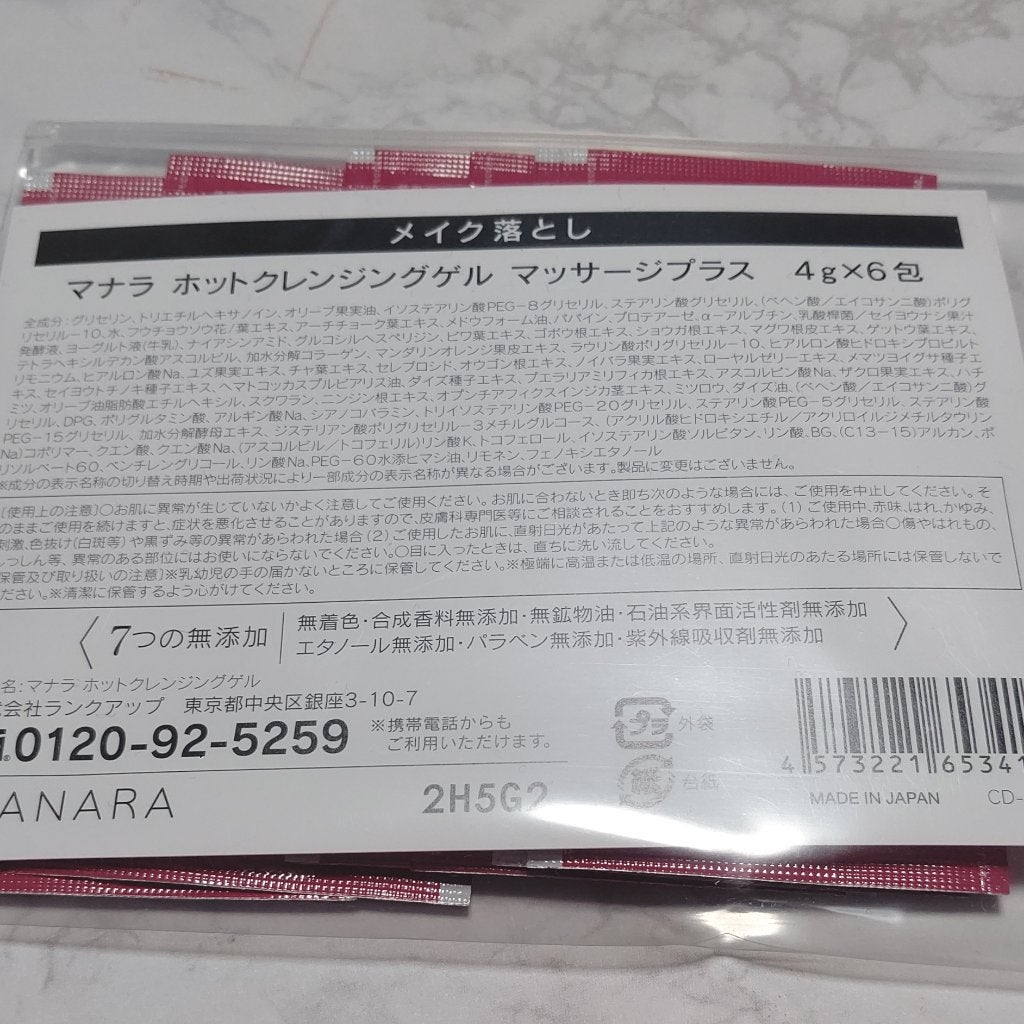 メイク落とし
マナラ ホットクレンジングゲル マッサージプラス 4g×6包
全成分:グリセリン、トリエチルヘキサノイン、オリーブ果実油、イソステアリン酸PEG-8グリセリル、ステアリン酸グリセリル、(ベヘン酸/エイコサン二酸)ポリグ
リセリル-10、水、フウチョウソウ花/葉エキス、アーチチョーク葉エキス、メドウフォーム油、パパイン、プロテアーゼ、α-アルブチン、乳酸桿菌/セイヨウナシ果汁
発酵液、ヨーグルト液(牛乳)、ナイアシンアミド、グルコシルヘスペリジン、ビワ葉エキス、ゴボウ根エキス、ショウガ根エキス、マグワ根皮エキス、ゲットウ葉エキス、
テトラヘキシルデカン酸アスコルビル、加水分解コラーゲン、マンダリンオレンジ果皮エキス、ラウリン酸ポリグリセリル-10、ヒアルロン酸ヒドロキシプロピルト
リモニウム、ヒアルロン酸Na、ユズ果実エキス、チャ葉エキス、セレブロシド、オウゴン根エキス、ノイバラ果実エキス、ローヤルゼリーエキス、メマツヨイグサ種子エ
キス、セイヨウトチノキ種子エキス、ヘマトコッカスプルビアリス油、ダイズ種子エキス、プエラリアミリフィカ根エキス、アスコルビン酸Na、ザクロ果実エキス、ハチ
ミツ、オリーブ油脂肪酸エチルヘキシル、スクワラン、ニンジン根エキス、オプンチアフィクスインジカ茎エキス、ミツロウ、ダイズ油、(ベヘン酸/エイコサン二酸)グ
リセリル、DPG、ポリグルタミン酸、アルギン酸Na、シアノコバラミン、トリイソステアリン酸PEG-20グリセリル、ステアリン酸PEG-5グリセリル、ステアリン酸
PEG-15グリセリル、加水分解酵母エキス、ジステアリン酸ポリグリセリル-3メチルグルコース、(アクリル酸ヒドロキシエチル/アクリロイルジメチルタウリン
Na)コポリマー、クエン酸、クエン酸Na、(アスコルビル/トコフェリル)リン酸K、トコフェロール、イソステアリン酸ソルビタン、リン酸、BG、(C13-15)アルカン、ポ
リソルベート60、ペンチレングリコール、リン酸Na、PEG-60水添ヒマシ油、リモネン、フェノキシエタノール
※成分の表示名称の切り替え時期や出荷状況により一部成分の表示名称が異なる場合がございます。製品に変更はございません。
(使用上の注意)○お肌に異常が生じていないかよく注意してご使用ください。お肌に合わないとき即ち次のような場合には、ご使用を中止してください。そ
のままご使用を続けますと、症状を悪化させることがありますので、皮膚科専門医等にご相談されることをおすすめします。(1)ご使用中、赤味、はれ、かゆみ、
刺激、色抜け(白斑等)や黒ずみ等の異常があらわれた場合(2)ご使用したお肌に、直射日光があたって上記のような異常があらわれた場合○傷やはれもの、
しっしん等、異常のある部位にはお使いにならないでください。○目に入ったときは、直ちに洗い流してください。
保管及び取り扱いの注意)※乳幼児の手の届かないところに保管してください。※極端に高温または低温の場所、直射日光のあたる場所には保管しないで
ださい。※清潔に保管するよう心がけてください。
〈7つの無添加
無着色・合成香料無添加・無鉱物油・石油系界面活性剤無添加
エタノール無添加・パラベン無添加・紫外線吸収剤無添加〉
名:マナラ ホットクレンジングゲル
式会社ランクアップ 東京都中央区銀座3-10-7
0120-92-5259 ※携帯電話からも
ご利用いただけます。
ANARA
2H5G2
プラ 外袋
紙 台紙
4 573221 65341
MADE IN JAPAN CD-